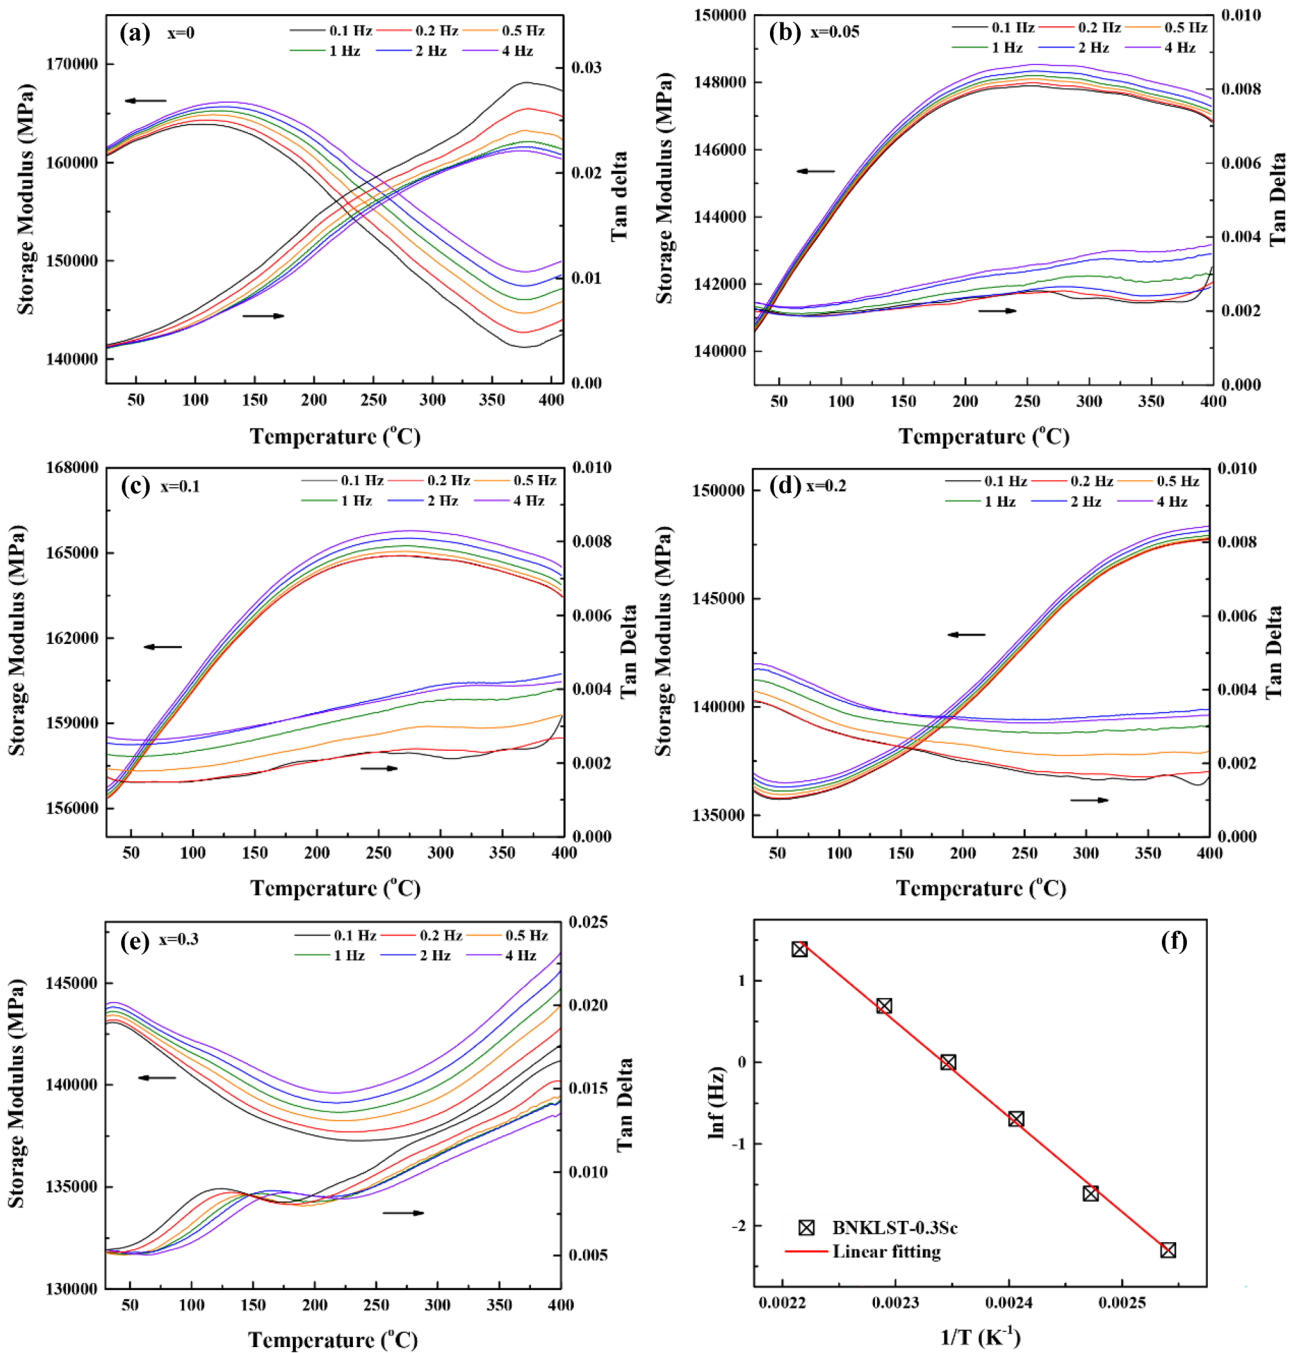 (a) x=0
0.1 Hz 0.2 Hz 0.5 Hz
1 Hz 2 Hz 4 Hz
170000
160000
150000
140000
Storage Modulus (MPa)
0.03
0.02
0.01
0.00
Tan delta
50 100 150 200 250 300 350 400
Temperature (°C)
(b) x=0.05
0.1 Hz 0.2 Hz 0.5 Hz
1 Hz 2 Hz 4 Hz
150000
148000
146000
144000
142000
140000
Storage Modulus (MPa)
0.010
0.008
0.006
0.004
0.002
0.000
Tan Delta
50 100 150 200 250 300 350 400
Temperature (°C)
(c) x=0.1
0.1 Hz 0.2 Hz 0.5 Hz
1 Hz 2 Hz 4 Hz
168000
165000
162000
159000
156000
Storage Modulus (MPa)
0.010
0.008
0.006
0.004
0.002
0.000
Tan Delta
50 100 150 200 250 300 350 400
Temperature (°C)
(d) x=0.2
0.1 Hz 0.2 Hz 0.5 Hz
1 Hz 2 Hz 4 Hz
150000
145000
140000
135000
Storage Modulus (MPa)
0.010
0.008
0.006
0.004
0.002
0.000
Tan Delta
50 100 150 200 250 300 350 400
Temperature (°C)
(e) x=0.3
0.1 Hz 0.2 Hz 0.5 Hz
1 Hz 2 Hz 4 Hz
145000
140000
135000
130000
Storage Modulus (MPa)
0.025
0.020
0.015
0.010
0.005
Tan Delta
50 100 150 200 250 300 350 400
Temperature (°C)
(f)
1
0
-1
-2
lnf (Hz)
BNKLST-0.3Sc
Linear fitting
0.0022 0.0023 0.0024 0.0025
1/T (K⁻¹)